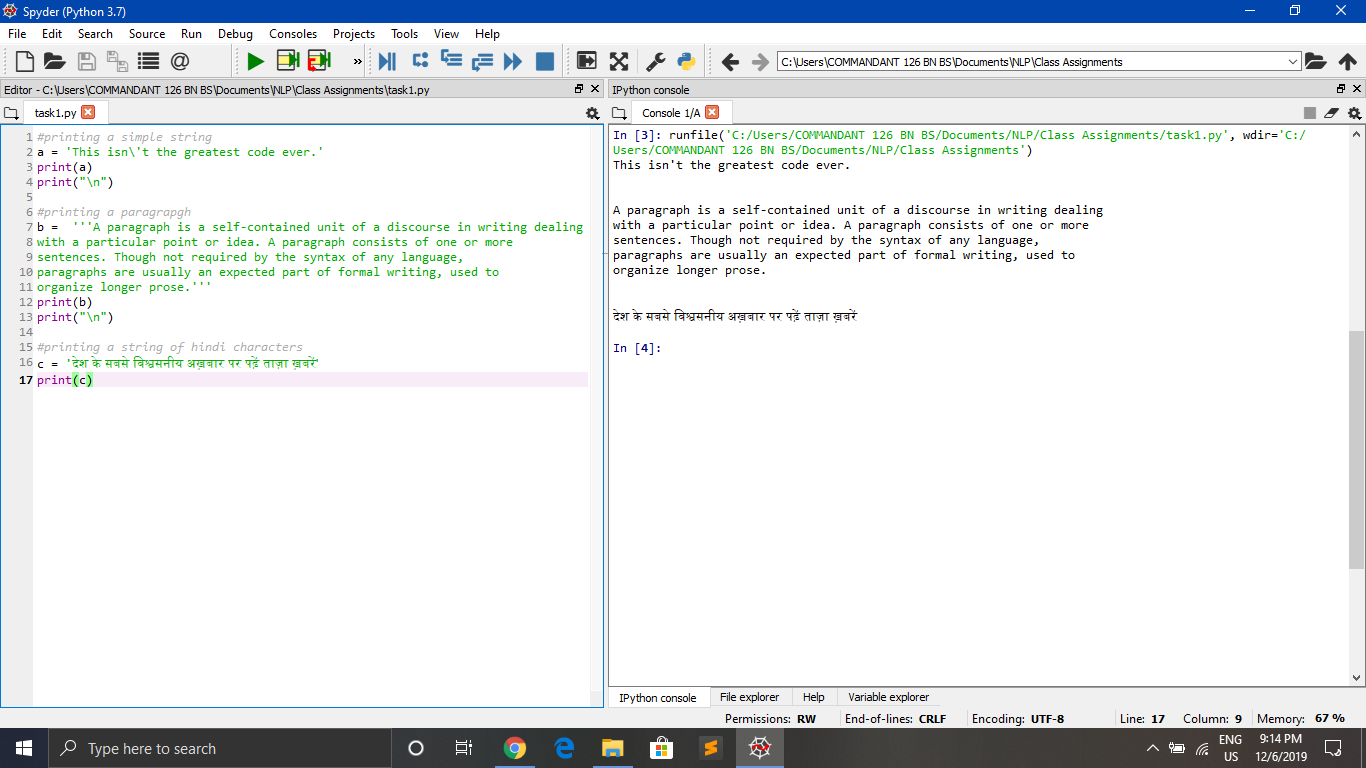 Spyder (Python 3.7)
File Edit Search Source Run Debug Consoles Projects Tools View Help
C:\Users\COMMANDANT 126 BN BS\Documents\NLP\Class Assignments
Editor - C:\Users\COMMANDANT 126 BN BS\Documents\NLP\Class Assignments\task1.py
task1.py
1 #printing a simple string
2 a = 'This isn\'t the greatest code ever.'
3 print(a)
4 print("\n")
5
6 #printing a paragrapgh
7 b =  '''A paragraph is a self-contained unit of a discourse in writing dealing
8 with a particular point or idea. A paragraph consists of one or more
9 sentences. Though not required by the syntax of any language,
10 paragraphs are usually an expected part of formal writing, used to
11 organize longer prose.'''
12 print(b)
13 print("\n")
14
15 #printing a string of hindi characters
16 c = 'देश के सबसे विश्वसनीय अख़बार पर पढ़ें ताज़ा ख़बरें'
17 print(c)
IPython console
Console 1/A
In [3]: runfile('C:/Users/COMMANDANT 126 BN BS/Documents/NLP/Class Assignments/task1.py', wdir='C:/
Users/COMMANDANT 126 BN BS/Documents/NLP/Class Assignments')
This isn't the greatest code ever.
A paragraph is a self-contained unit of a discourse in writing dealing
with a particular point or idea. A paragraph consists of one or more
sentences. Though not required by the syntax of any language,
paragraphs are usually an expected part of formal writing, used to
organize longer prose.
देश के सबसे विश्वसनीय अख़बार पर पढ़ें ताज़ा ख़बरें
In [4]:
IPython console File explorer Help Variable explorer
Permissions: RW End-of-lines: CRLF Encoding: UTF-8 Line: 17 Column: 9 Memory: 67 %
Type here to search
ENG
US
9:14 PM
12/6/2019